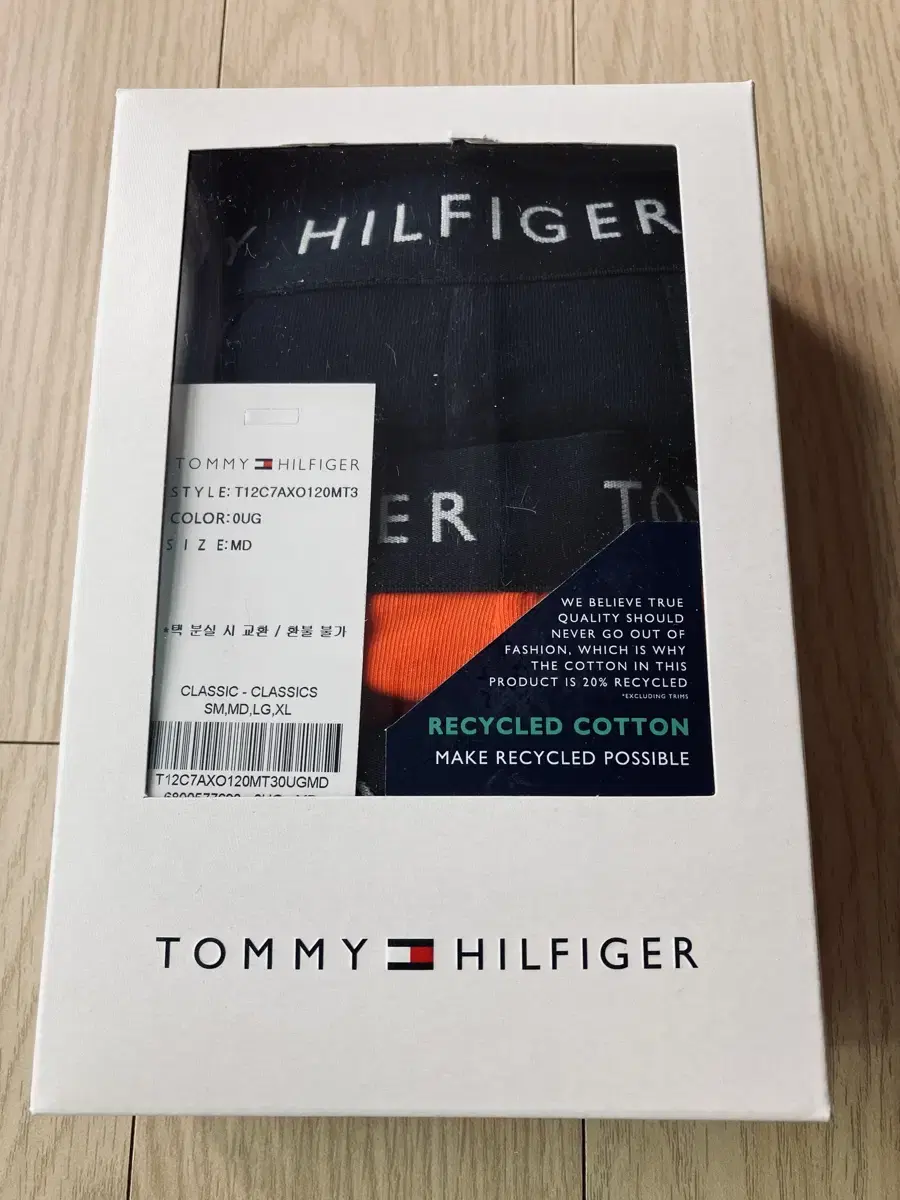 HILFIGER
TOMMY HILFIGER
STYLE: T12C7AXO120MT3
COLOR: 0UG
SIZE: MD
*택 분실 시 교환 / 환불 불가
CLASSIC - CLASSICS
SM,MD,LG,XL
T12C7AXO120MT30UGMD
ER TO
WE BELIEVE TRUE
QUALITY SHOULD
NEVER GO OUT OF
FASHION, WHICH IS WHY
THE COTTON IN THIS
PRODUCT IS 20% RECYCLED
*EXCLUDING TRIMS
RECYCLED COTTON
MAKE RECYCLED POSSIBLE
TOMMY HILFIGER